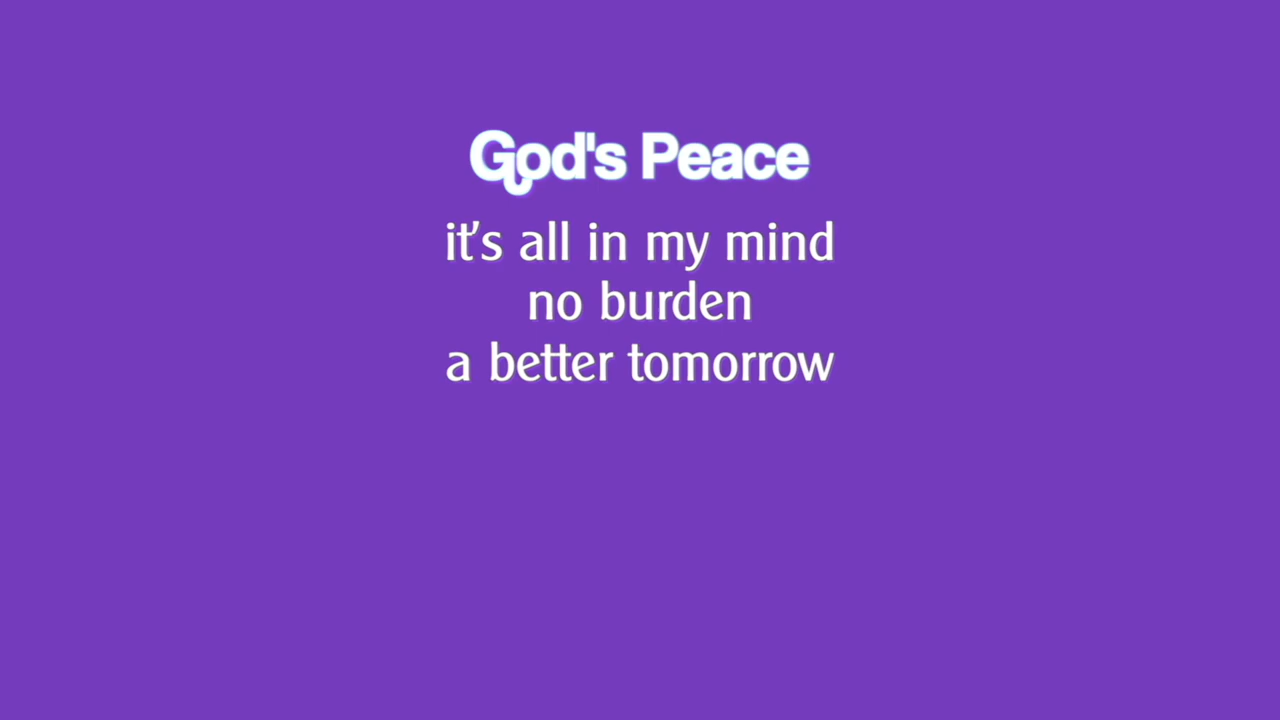 God's Peace
it's all in my mind
no burden
a better tomorrow